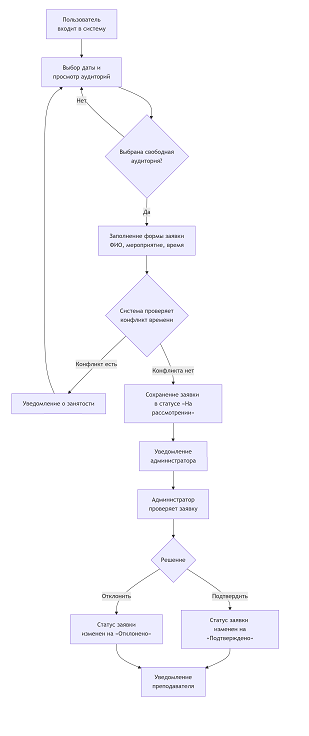 Пользователь
входит в систему
Выбор даты и
просмотр аудиторий
Нет
Выбрана свободная
аудитория?
Да
Заполнение формы заявки
ФИО, мероприятие, время
Система проверяет
конфликт времени
Конфликт есть
Конфликта нет
Уведомление о занятости
Сохранение заявки
в статусе «На
рассмотрении»
Уведомление
администратора
Администратор
проверяет заявку
Решение
Отклонить
Подтвердить
Статус заявки
изменен на «Отклонено»
Статус заявки
изменен на
«Подтверждено»
Уведомление
преподавателя